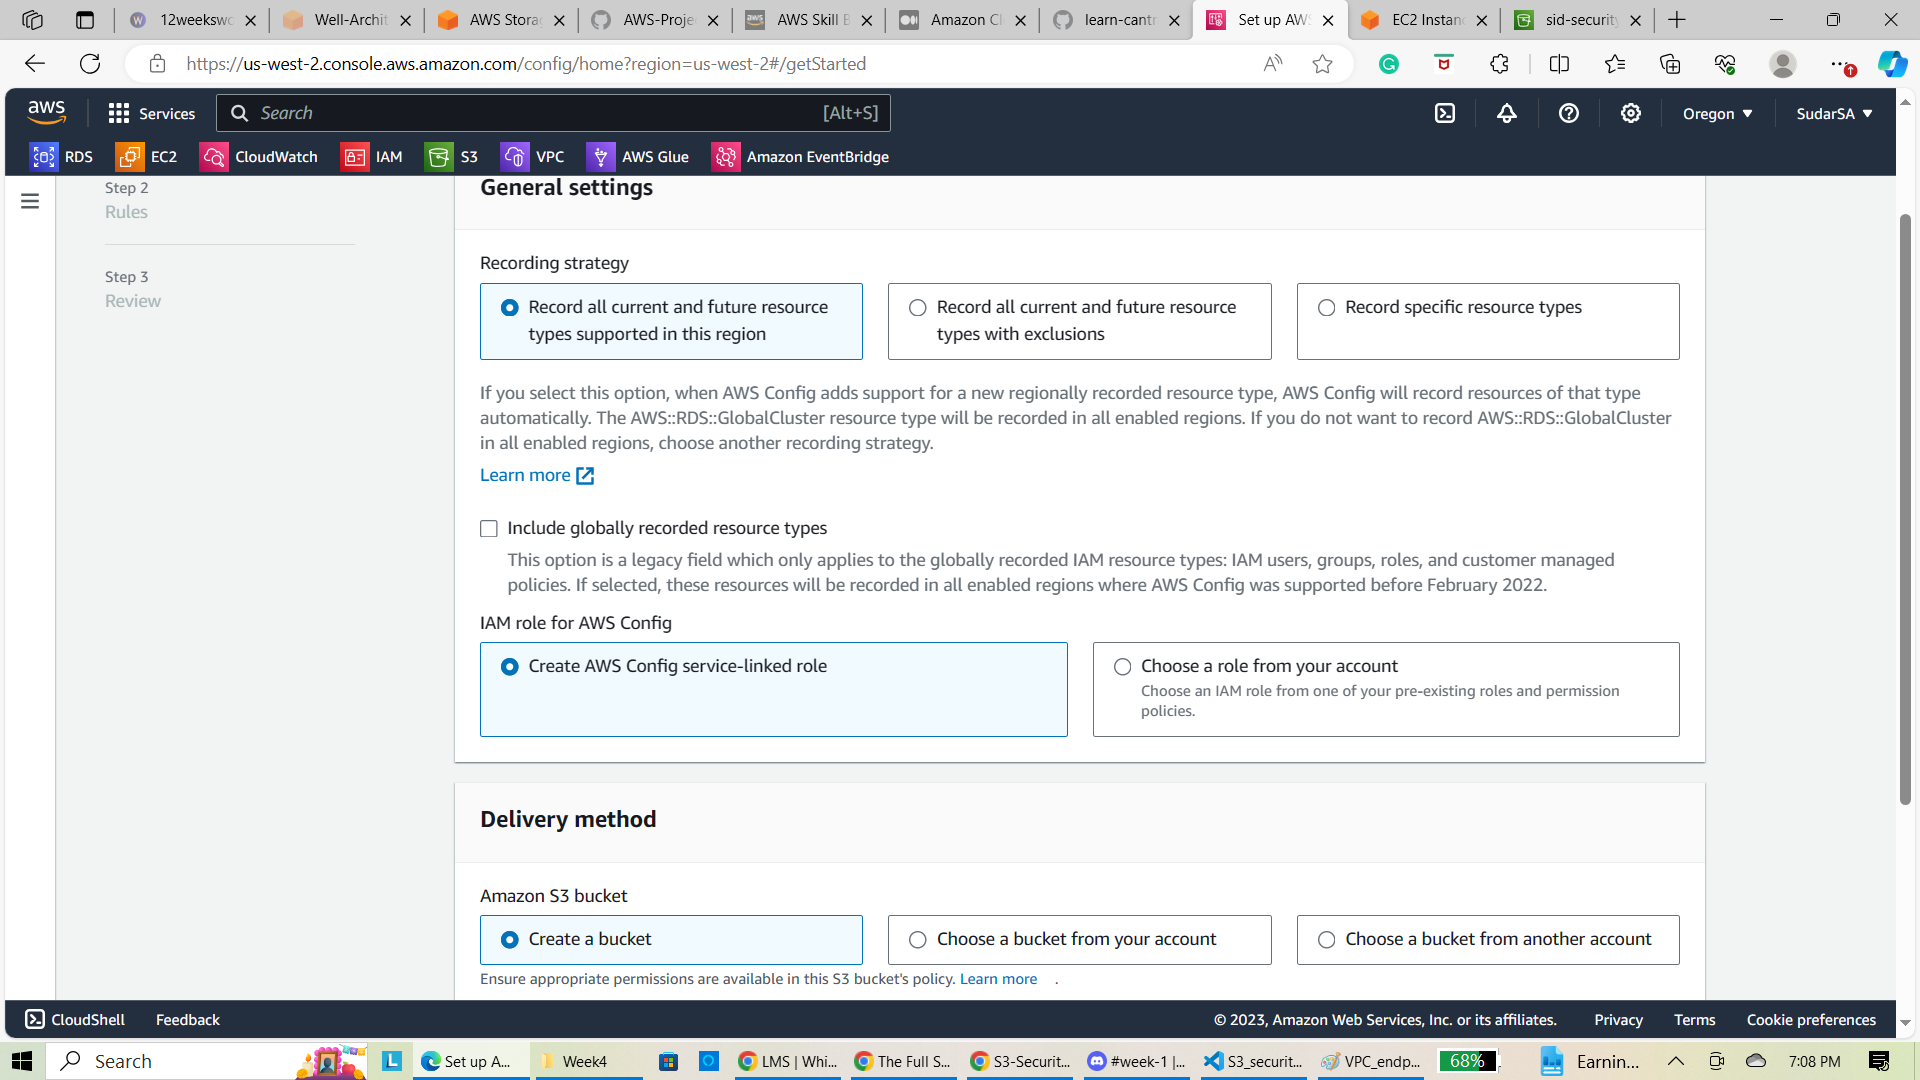 12weekswo
Well-Archit
AWS Storag
AWS-Projec
AWS Skill B
Amazon Clo
learn-cantr
Set up AWS
EC2 Instanc
sid-security
https://us-west-2.console.aws.amazon.com/config/home?region=us-west-2#/getStarted
aws
Services
Search
[Alt+S]
Oregon
SudarSA
RDS
EC2
CloudWatch
IAM
S3
VPC
AWS Glue
Amazon EventBridge
Step 2
Rules
Step 3
Review
General settings
Recording strategy
Record all current and future resource
types supported in this region
Record all current and future resource
types with exclusions
Record specific resource types
If you select this option, when AWS Config adds support for a new regionally recorded resource type, AWS Config will record resources of that type
automatically. The AWS::RDS::GlobalCluster resource type will be recorded in all enabled regions. If you do not want to record AWS::RDS::GlobalCluster
in all enabled regions, choose another recording strategy.
Learn more
Include globally recorded resource types
This option is a legacy field which only applies to the globally recorded IAM resource types: IAM users, groups, roles, and customer managed
policies. If selected, these resources will be recorded in all enabled regions where AWS Config was supported before February 2022.
IAM role for AWS Config
Create AWS Config service-linked role
Choose a role from your account
Choose an IAM role from one of your pre-existing roles and permission
policies.
Delivery method
Amazon S3 bucket
Create a bucket
Choose a bucket from your account
Choose a bucket from another account
Ensure appropriate permissions are available in this S3 bucket's policy. Learn more .
CloudShell
Feedback
© 2023, Amazon Web Services, Inc. or its affiliates.
Privacy
Terms
Cookie preferences
Search
L
Set up A...
Week4
LMS | Whi...
The Full S...
S3-Securit...
#week-1 |...
S3_securit...
VPC_endp...
68%
Earnin...
7:08 PM